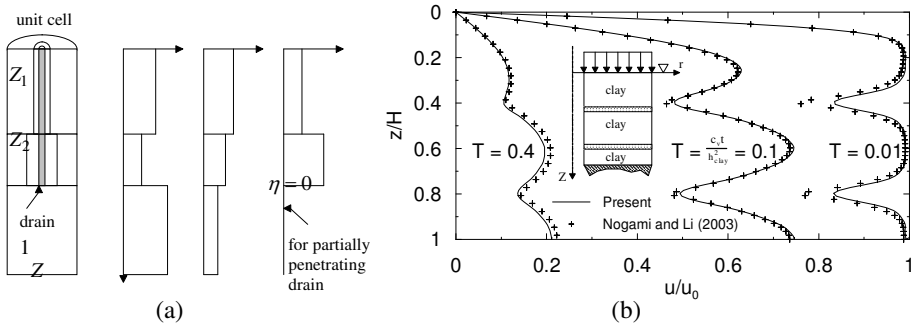 (a)
unit cell
Z₁
Z₂
η = 0
drain
1
Z
for partially
penetrating
drain
(a)
(b)
0
0.2
0.4
0.6
0.8
1
z/H
r
clay
clay
clay
Z
T = 0.4
T = c_v t / h²_clay = 0.1
T = 0.01
Present
Nogami and Li (2003)
0
0.2
0.4
0.6
0.8
1
u/u₀
(b)